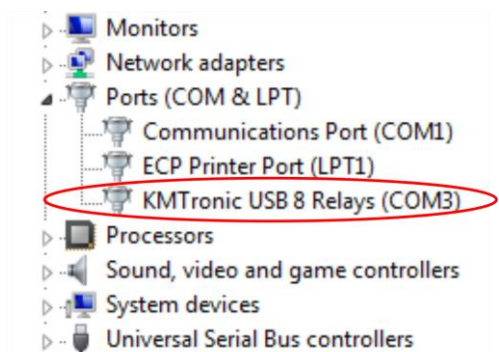 Monitors
Network adapters
Ports (COM & LPT)
Communications Port (COM1)
ECP Printer Port (LPT1)
KMTronic USB 8 Relays (COM3)
Processors
Sound, video and game controllers
System devices
Universal Serial Bus controllers